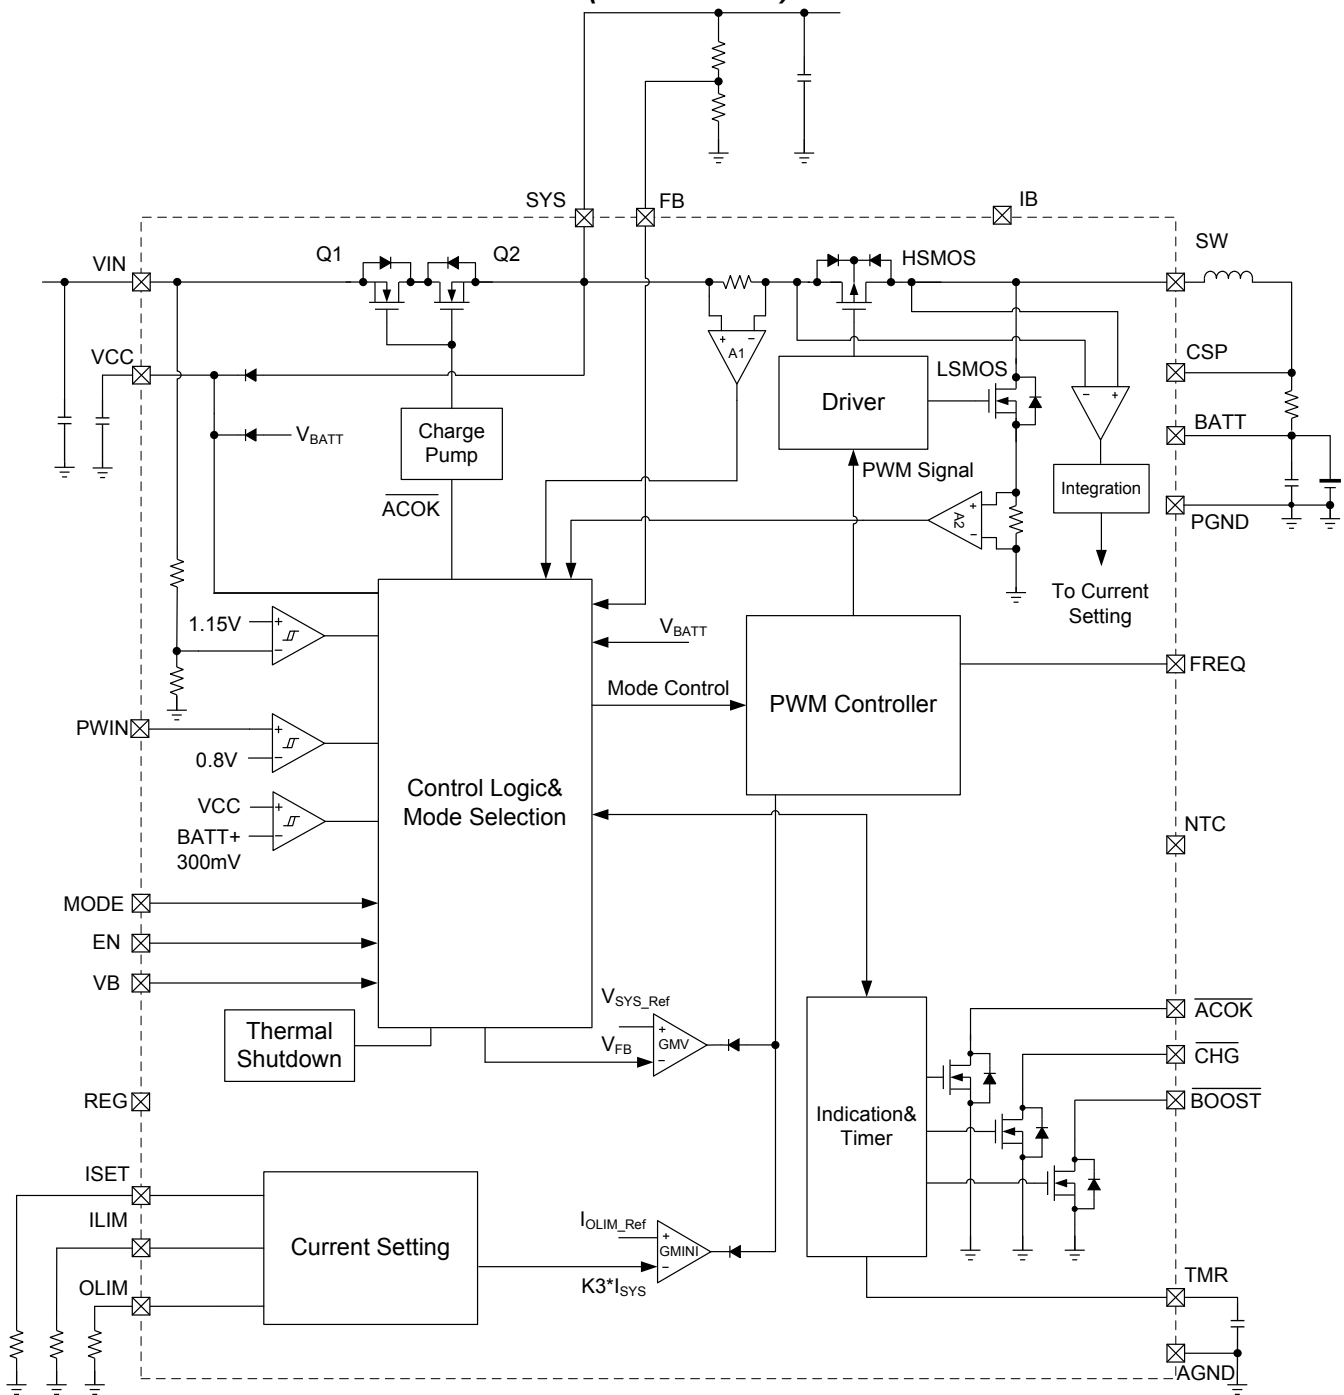 SYS
FB
IB
SW
VIN
Q1
Q2
HSMOS
A1
VCC
CSP
LSMOS
Driver
BATT
Charge
Pump
V_BATT
PWM Signal
Integration
ACOK
A2
PGND
To Current
Setting
1.15V
+
−
V_BATT
FREQ
Mode Control
PWM Controller
PWIN
0.8V
Control Logic&
Mode Selection
VCC
BATT+
300mV
NTC
MODE
EN
VB
V_SYS_Ref
V_FB
GMV
Thermal
Shutdown
ACOK
CHG
BOOST
REG
Indication&
Timer
ISET
ILIM
OLIM
Current Setting
I_OLIM_Ref
GMINI
K3*I_SYS
TMR
AGND